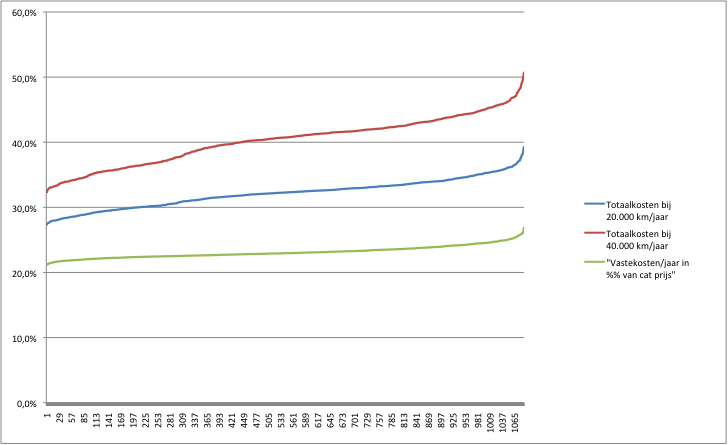 60,0%
50,0%
40,0%
30,0%
20,0%
10,0%
0,0%
1 29 57 85 113 141 169 197 225 253 281 309 337 365 393 421 449 477 505 533 561 589 617 645 673 701 729 757 785 813 841 869 897 925 953 981 1009 1037 1065
Totaalkosten bij
20.000 km/jaar
Totaalkosten bij
40.000 km/jaar
"Vastekosten/jaar in
%% van cat prijs"